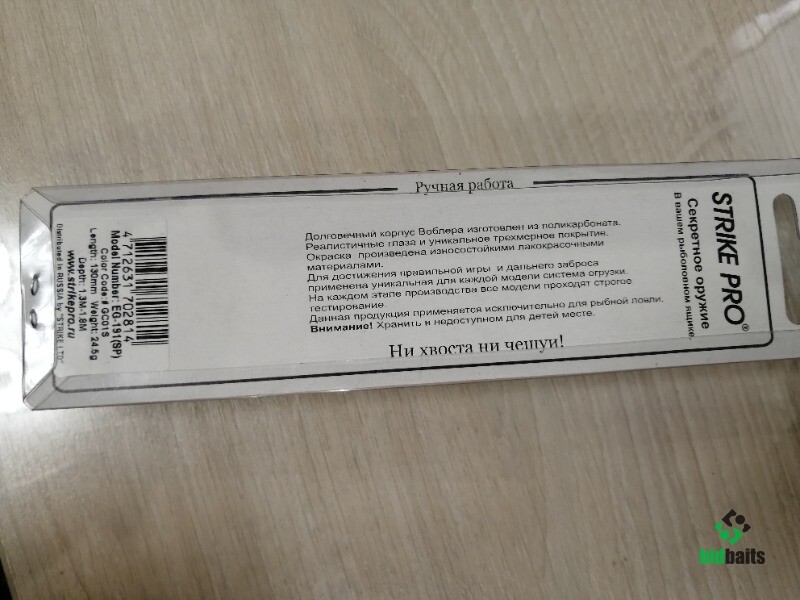 Ручная работа
STRIKE PRO®
Секретное оружие
В вашем рыболовном ящике.
Долговечный корпус Воблера изготовлен из поликарбоната.
Реалистичные глаза и уникальное трехмерное покрытие.
Окраска произведена износостойкими лакокрасочными
материалами.
Для достижения правильной игры и дальнего заброса
применена уникальная для каждой модели система огрузки.
На каждом этапе производства все модели проходят строгое
тестирование.
Данная продукция применяется исключительно для рыбной ловли.
Внимание! Хранить в недоступном для детей месте.
Ни хвоста ни чешуи!
4 712631 702814
Model Number: EG-191(SP)
Color Code # GC01S
Length: 130mm Weight: 24.5g
Depth: 1.3M-1.8M
www.strikepro.ru
Distributed in RUSSIA by "STRIKE LTD"
bidbaits